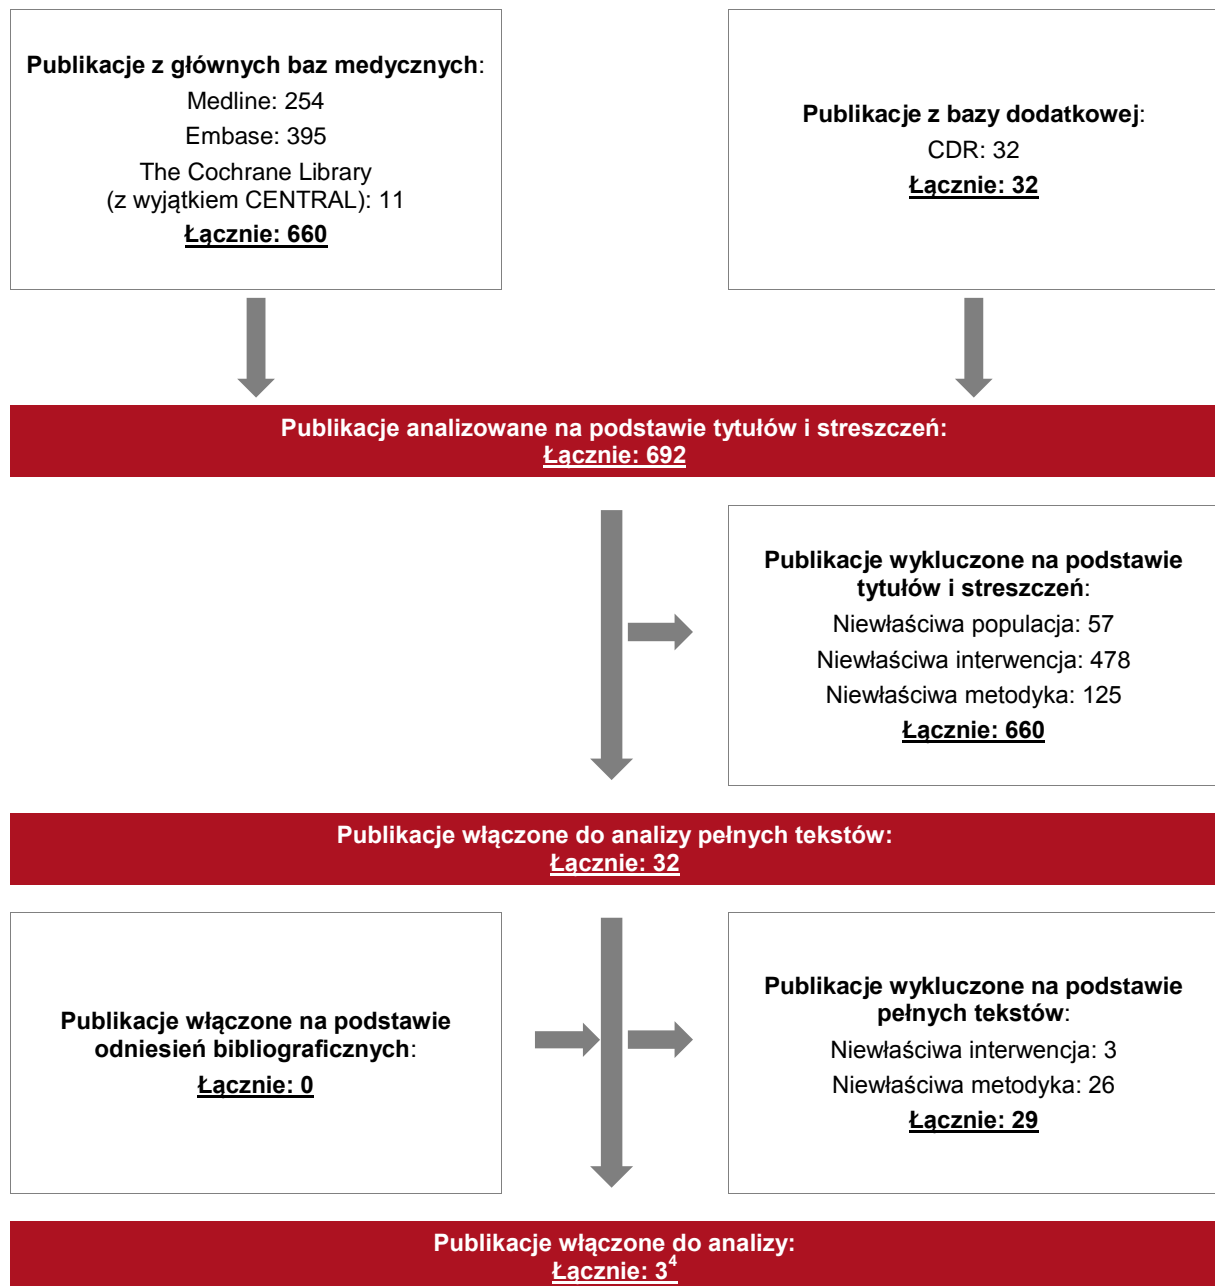 Publikacje z głównych baz medycznych:
Medline: 254
Embase: 395
The Cochrane Library
(z wyjątkiem CENTRAL): 11
Łącznie: 660
Publikacje z bazy dodatkowej:
CDR: 32
Łącznie: 32
Publikacje analizowane na podstawie tytułów i streszczeń:
Łącznie: 692
Publikacje wykluczone na podstawie
tytułów i streszczeń:
Niewłaściwa populacja: 57
Niewłaściwa interwencja: 478
Niewłaściwa metodyka: 125
Łącznie: 660
Publikacje włączone do analizy pełnych tekstów:
Łącznie: 32
Publikacje włączone na podstawie
odniesień bibliograficznych:
Łącznie: 0
Publikacje wykluczone na podstawie
pełnych tekstów:
Niewłaściwa interwencja: 3
Niewłaściwa metodyka: 26
Łącznie: 29
Publikacje włączone do analizy:
Łącznie: 3⁴